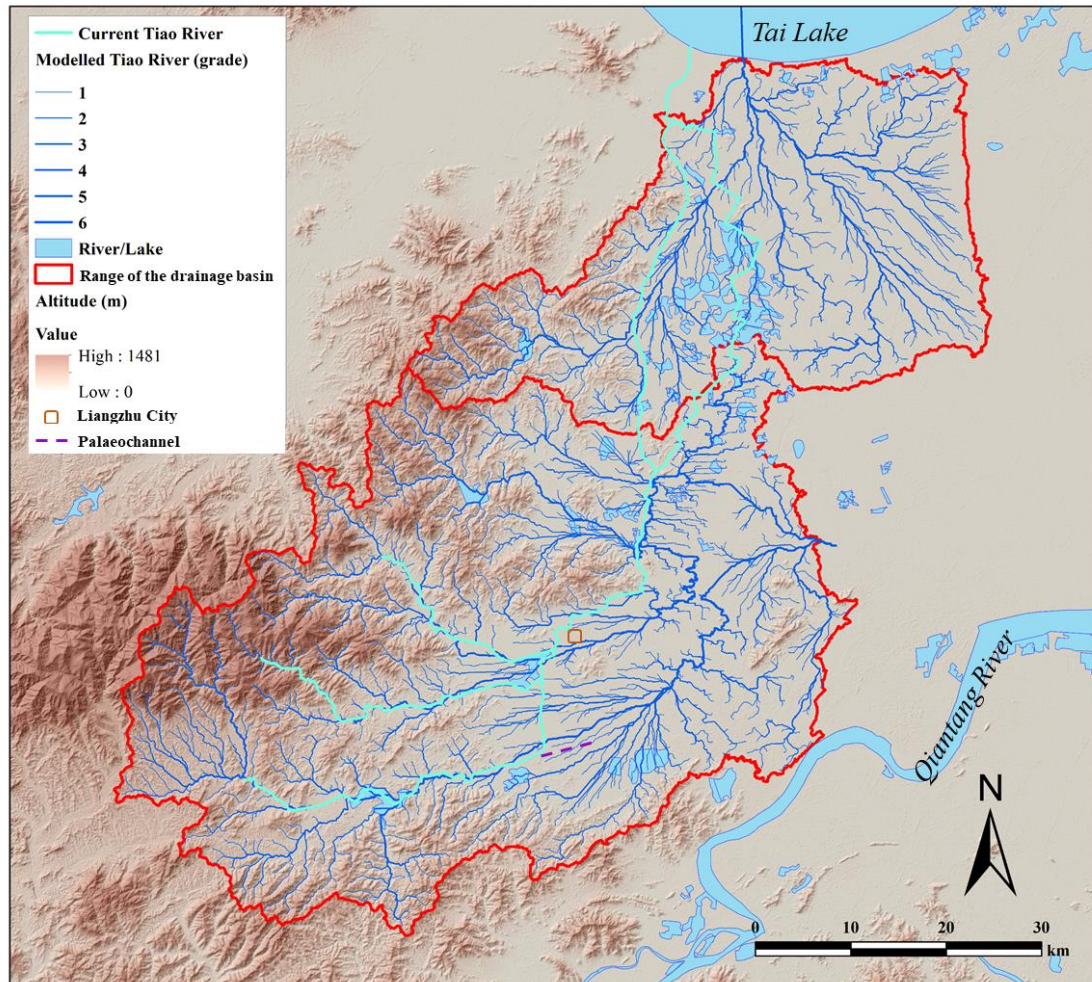 Current Tiao River
Modelled Tiao River (grade)
1
2
3
4
5
6
River/Lake
Range of the drainage basin
Altitude (m)
Value
High : 1481
Low : 0
Liangzhu City
Palaeochannel
Tai Lake
Qiantang River
N
0 10 20 30
km